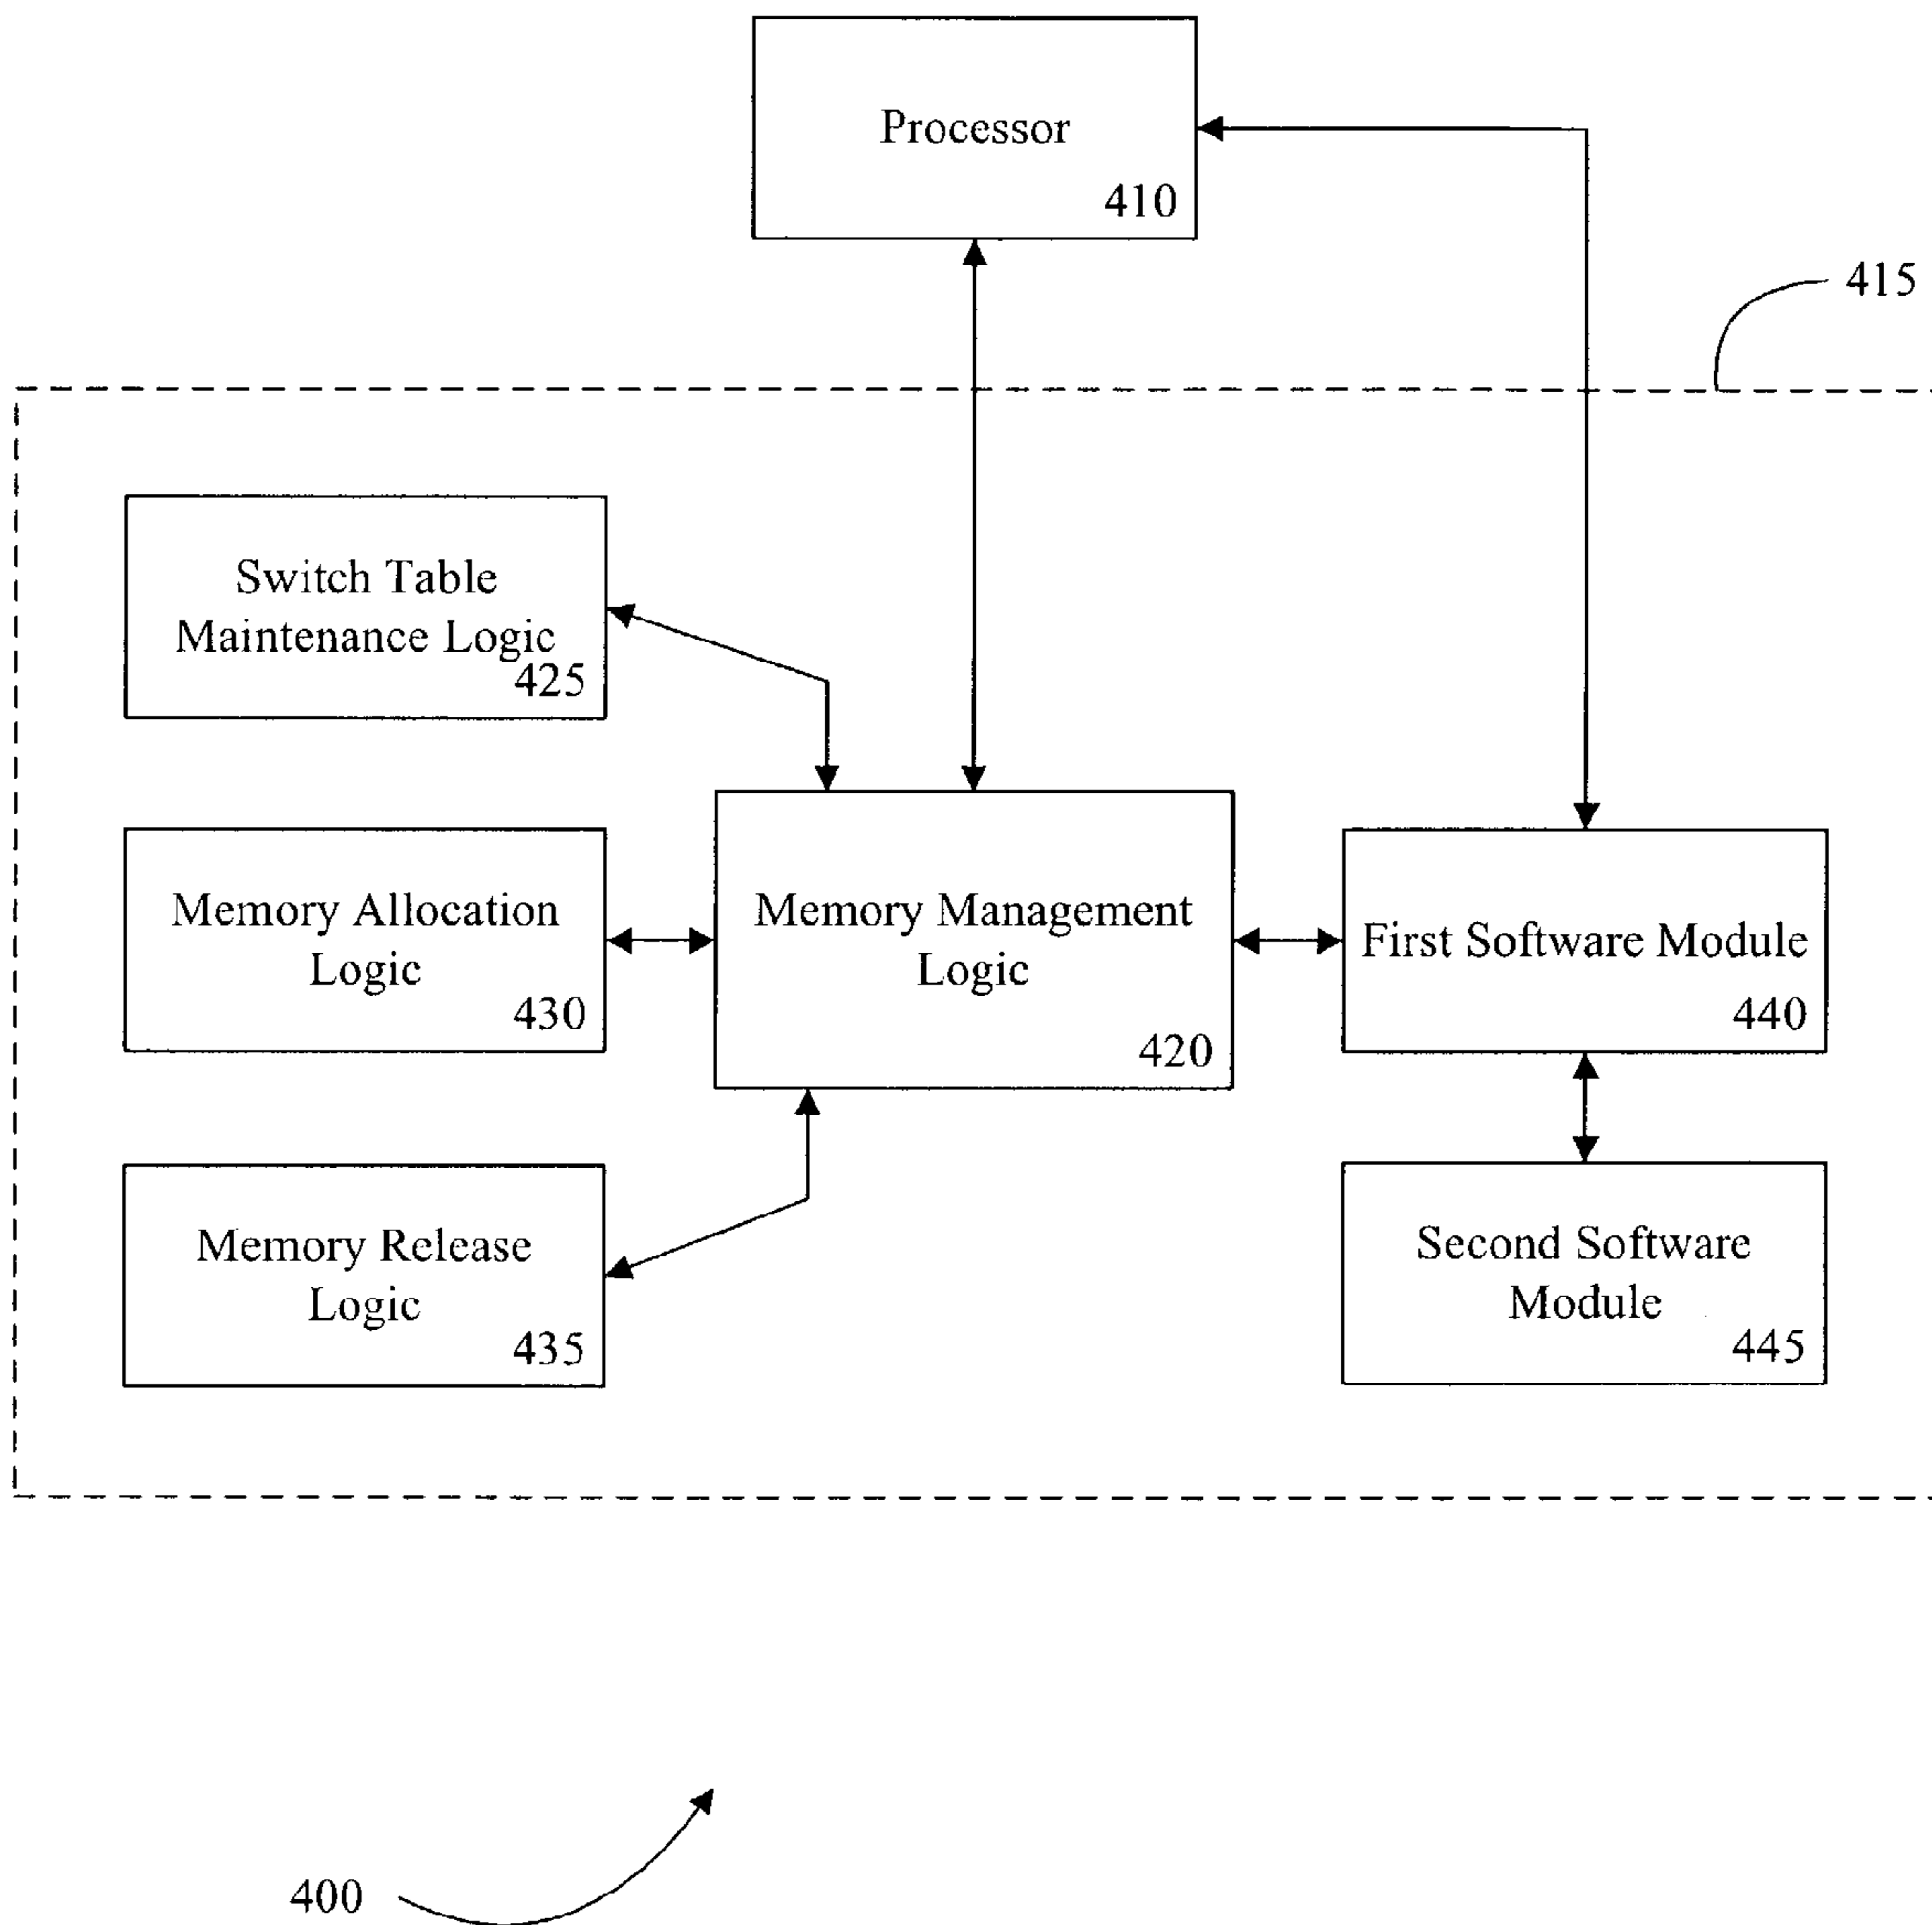 Processor
410
415
Switch Table
Maintenance Logic
425
Memory Allocation
Logic
430
Memory Management
Logic
420
First Software Module
440
Memory Release
Logic
435
Second Software
Module
445
400